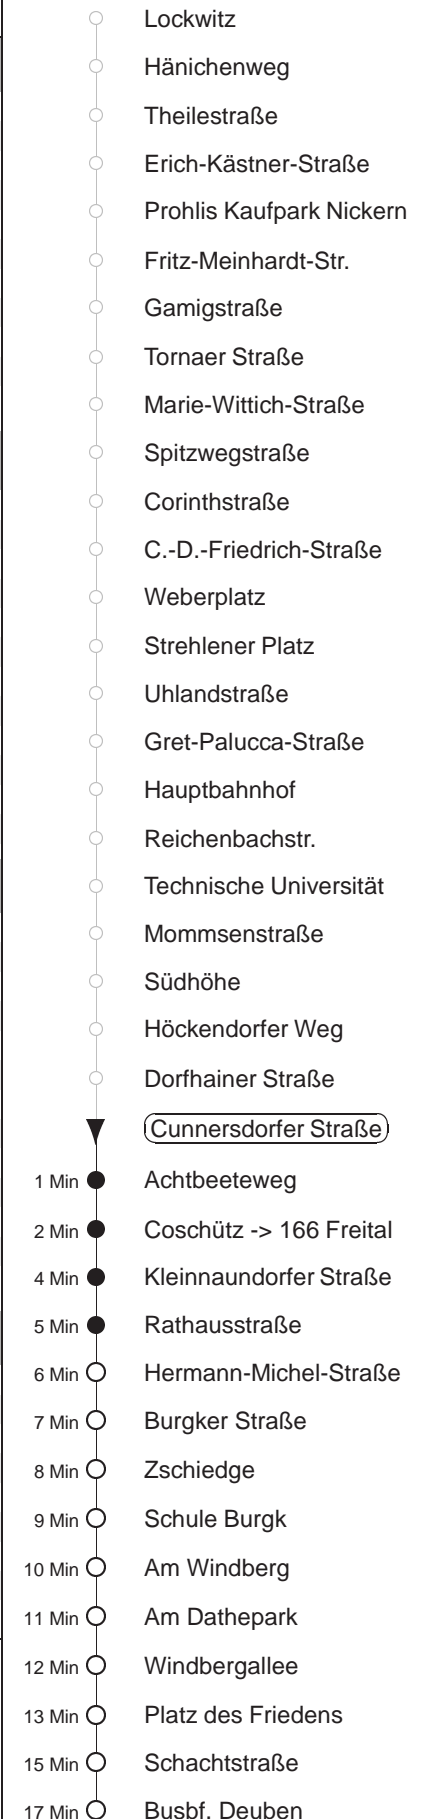 Lockwitz
Hänichenweg
Theilestraße
Erich-Kästner-Straße
Prohlis Kaufpark Nickern
Fritz-Meinhardt-Str.
Gamigstraße
Tornaer Straße
Marie-Wittich-Straße
Spitzwegstraße
Corinthstraße
C.-D.-Friedrich-Straße
Weberplatz
Strehlener Platz
Uhlandstraße
Gret-Palucca-Straße
Hauptbahnhof
Reichenbachstr.
Technische Universität
Mommsenstraße
Südhöhe
Höckendorfer Weg
Dorfhainer Straße
Cunnersdorfer Straße
1 Min Achtbeeteweg
2 Min Coschütz -> 166 Freital
4 Min Kleinnaundorfer Straße
5 Min Rathausstraße
6 Min Hermann-Michel-Straße
7 Min Burgker Straße
8 Min Zschiedge
9 Min Schule Burgk
10 Min Am Windberg
11 Min Am Dathepark
12 Min Windbergallee
13 Min Platz des Friedens
15 Min Schachtstraße
17 Min Busbf. Deuben